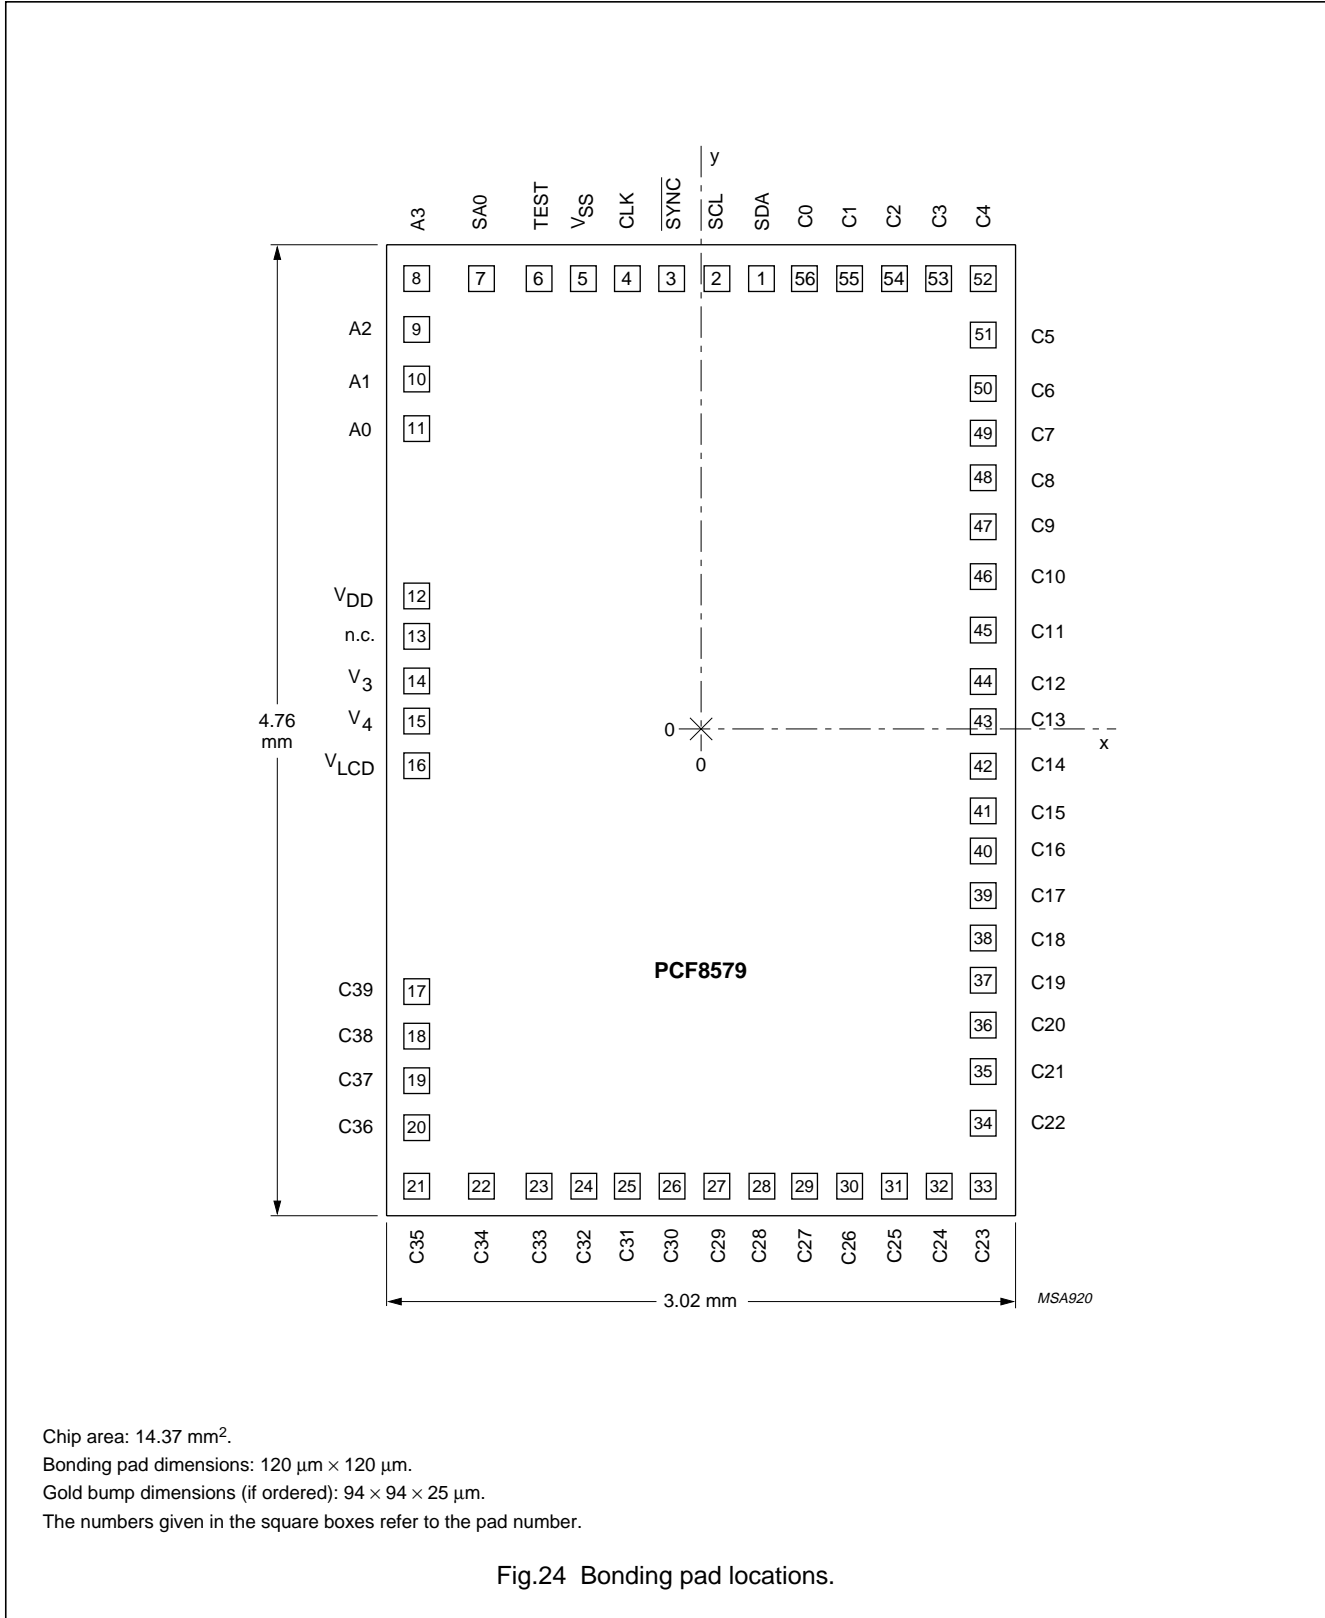 y
A3 SA0 TEST VSS CLK SYNC SCL SDA C0 C1 C2 C3 C4
8 7 6 5 4 3 2 1 56 55 54 53 52
A2 9 51 C5
A1 10 50 C6
A0 11 49 C7
48 C8
47 C9
46 C10
VDD 12
n.c. 13 45 C11
V3 14 44 C12
V4 15 43 C13
4.76
mm
0
x
VLCD 16 0 42 C14
41 C15
40 C16
39 C17
38 C18
PCF8579
37 C19
C39 17
36 C20
C38 18
35 C21
C37 19
C36 20 34 C22
21 22 23 24 25 26 27 28 29 30 31 32 33
C35 C34 C33 C32 C31 C30 C29 C28 C27 C26 C25 C24 C23
3.02 mm
MSA920
Chip area: 14.37 mm².
Bonding pad dimensions: 120 µm × 120 µm.
Gold bump dimensions (if ordered): 94 × 94 × 25 µm.
The numbers given in the square boxes refer to the pad number.
Fig.24 Bonding pad locations.